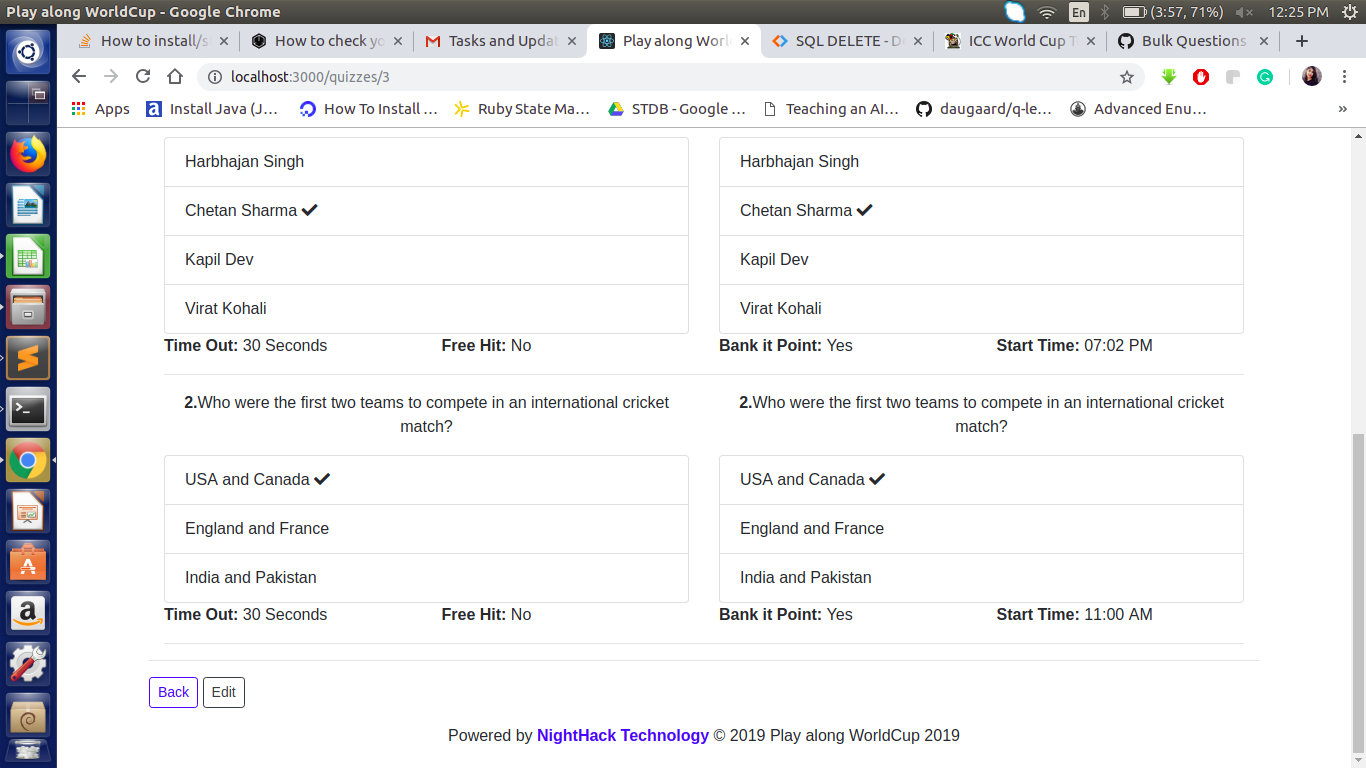 Play along WorldCup - Google Chrome
En (3:57, 71%) 12:25 PM
How to install/s
How to check yo
Tasks and Updat
Play along Worl
SQL DELETE - D
ICC World Cup T
Bulk Questions
localhost:3000/quizzes/3
Apps
Install Java (J...
How To Install ...
Ruby State Ma...
STDB - Google ...
Teaching an AI...
daugaard/q-le...
Advanced Enu...
»
Harbhajan Singh
Chetan Sharma
Kapil Dev
Virat Kohali
Harbhajan Singh
Chetan Sharma
Kapil Dev
Virat Kohali
Time Out: 30 Seconds Free Hit: No Bank it Point: Yes Start Time: 07:02 PM
2.Who were the first two teams to compete in an international cricket
match?
USA and Canada
England and France
India and Pakistan
2.Who were the first two teams to compete in an international cricket
match?
USA and Canada
England and France
India and Pakistan
Time Out: 30 Seconds Free Hit: No Bank it Point: Yes Start Time: 11:00 AM
Back Edit
Powered by NightHack Technology © 2019 Play along WorldCup 2019